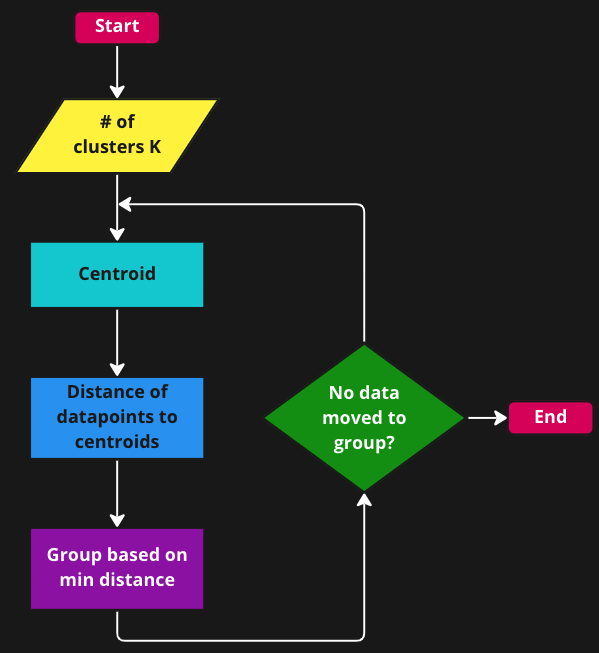 Start
# of
clusters K
Centroid
Distance of
datapoints to
centroids
Group based on
min distance
No data
moved to
group?
End